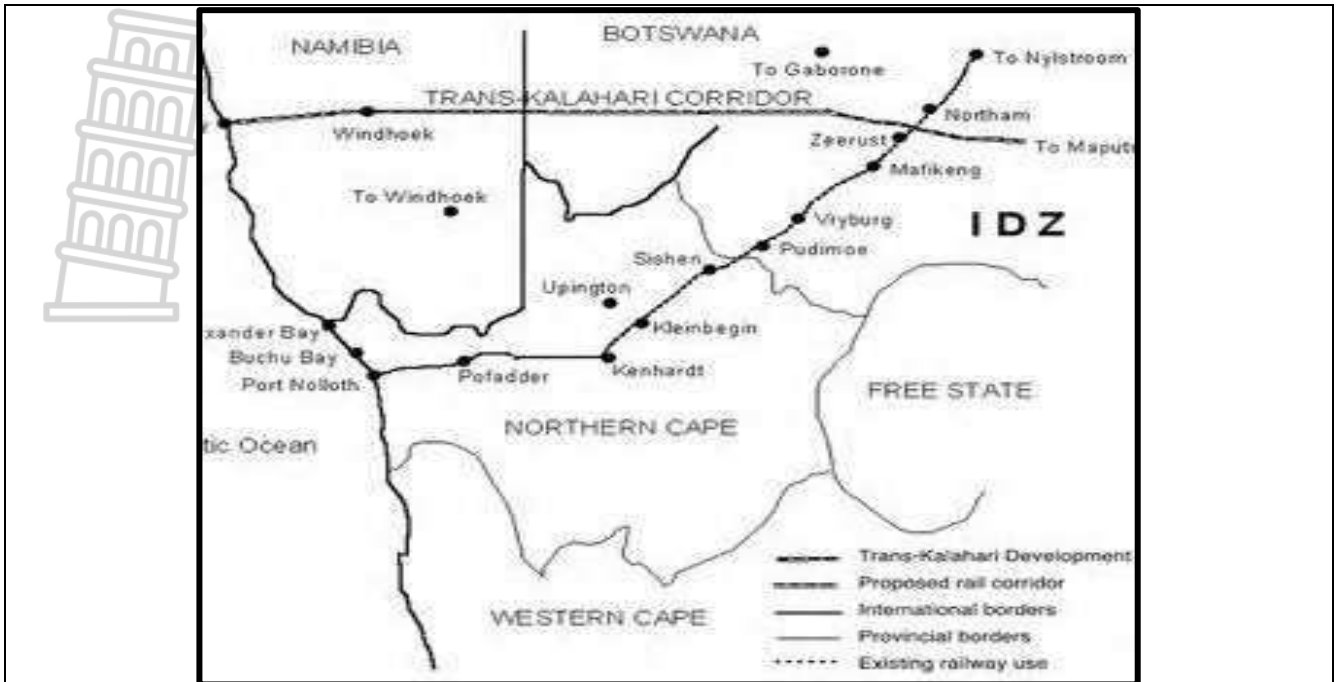 NAMIBIA
BOTSWANA
To Gaborone
To Nylstroom
TRANS-KALAHARI CORRIDOR
Windhoek
Northam
Zeerust
To Maput
Mafikeng
To Windhoek
Vryburg
IDZ
Pudimoe
Sishen
Upington
Kleinbegin
xander Bay
Buchu Bay
Port Nolloth
Pofadder
Kenhardt
FREE STATE
NORTHERN CAPE
tic Ocean
WESTERN CAPE
Trans-Kalahari Development
Proposed rail corridor
International borders
Provincial borders
Existing railway use